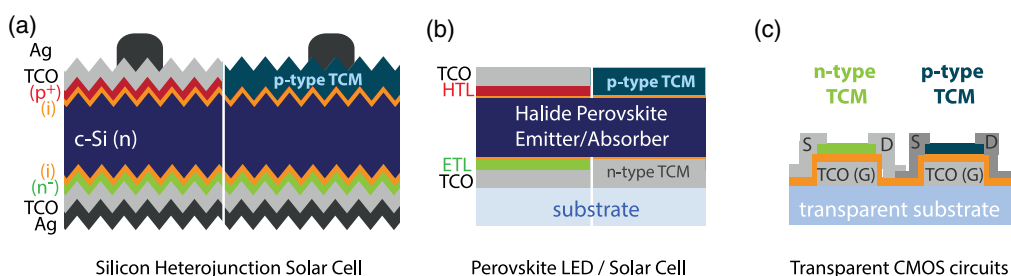 (a)
Ag
TCO
(p⁺)
(i)
c-Si (n)
(i)
(n⁻)
TCO
Ag
p-type TCM
Silicon Heterojunction Solar Cell
(b)
TCO
HTL
p-type TCM
Halide Perovskite
Emitter/Absorber
ETL
TCO
n-type TCM
substrate
Perovskite LED / Solar Cell
(c)
n-type
TCM
p-type
TCM
S
D
S
D
TCO (G)
TCO (G)
transparent substrate
Transparent CMOS circuits